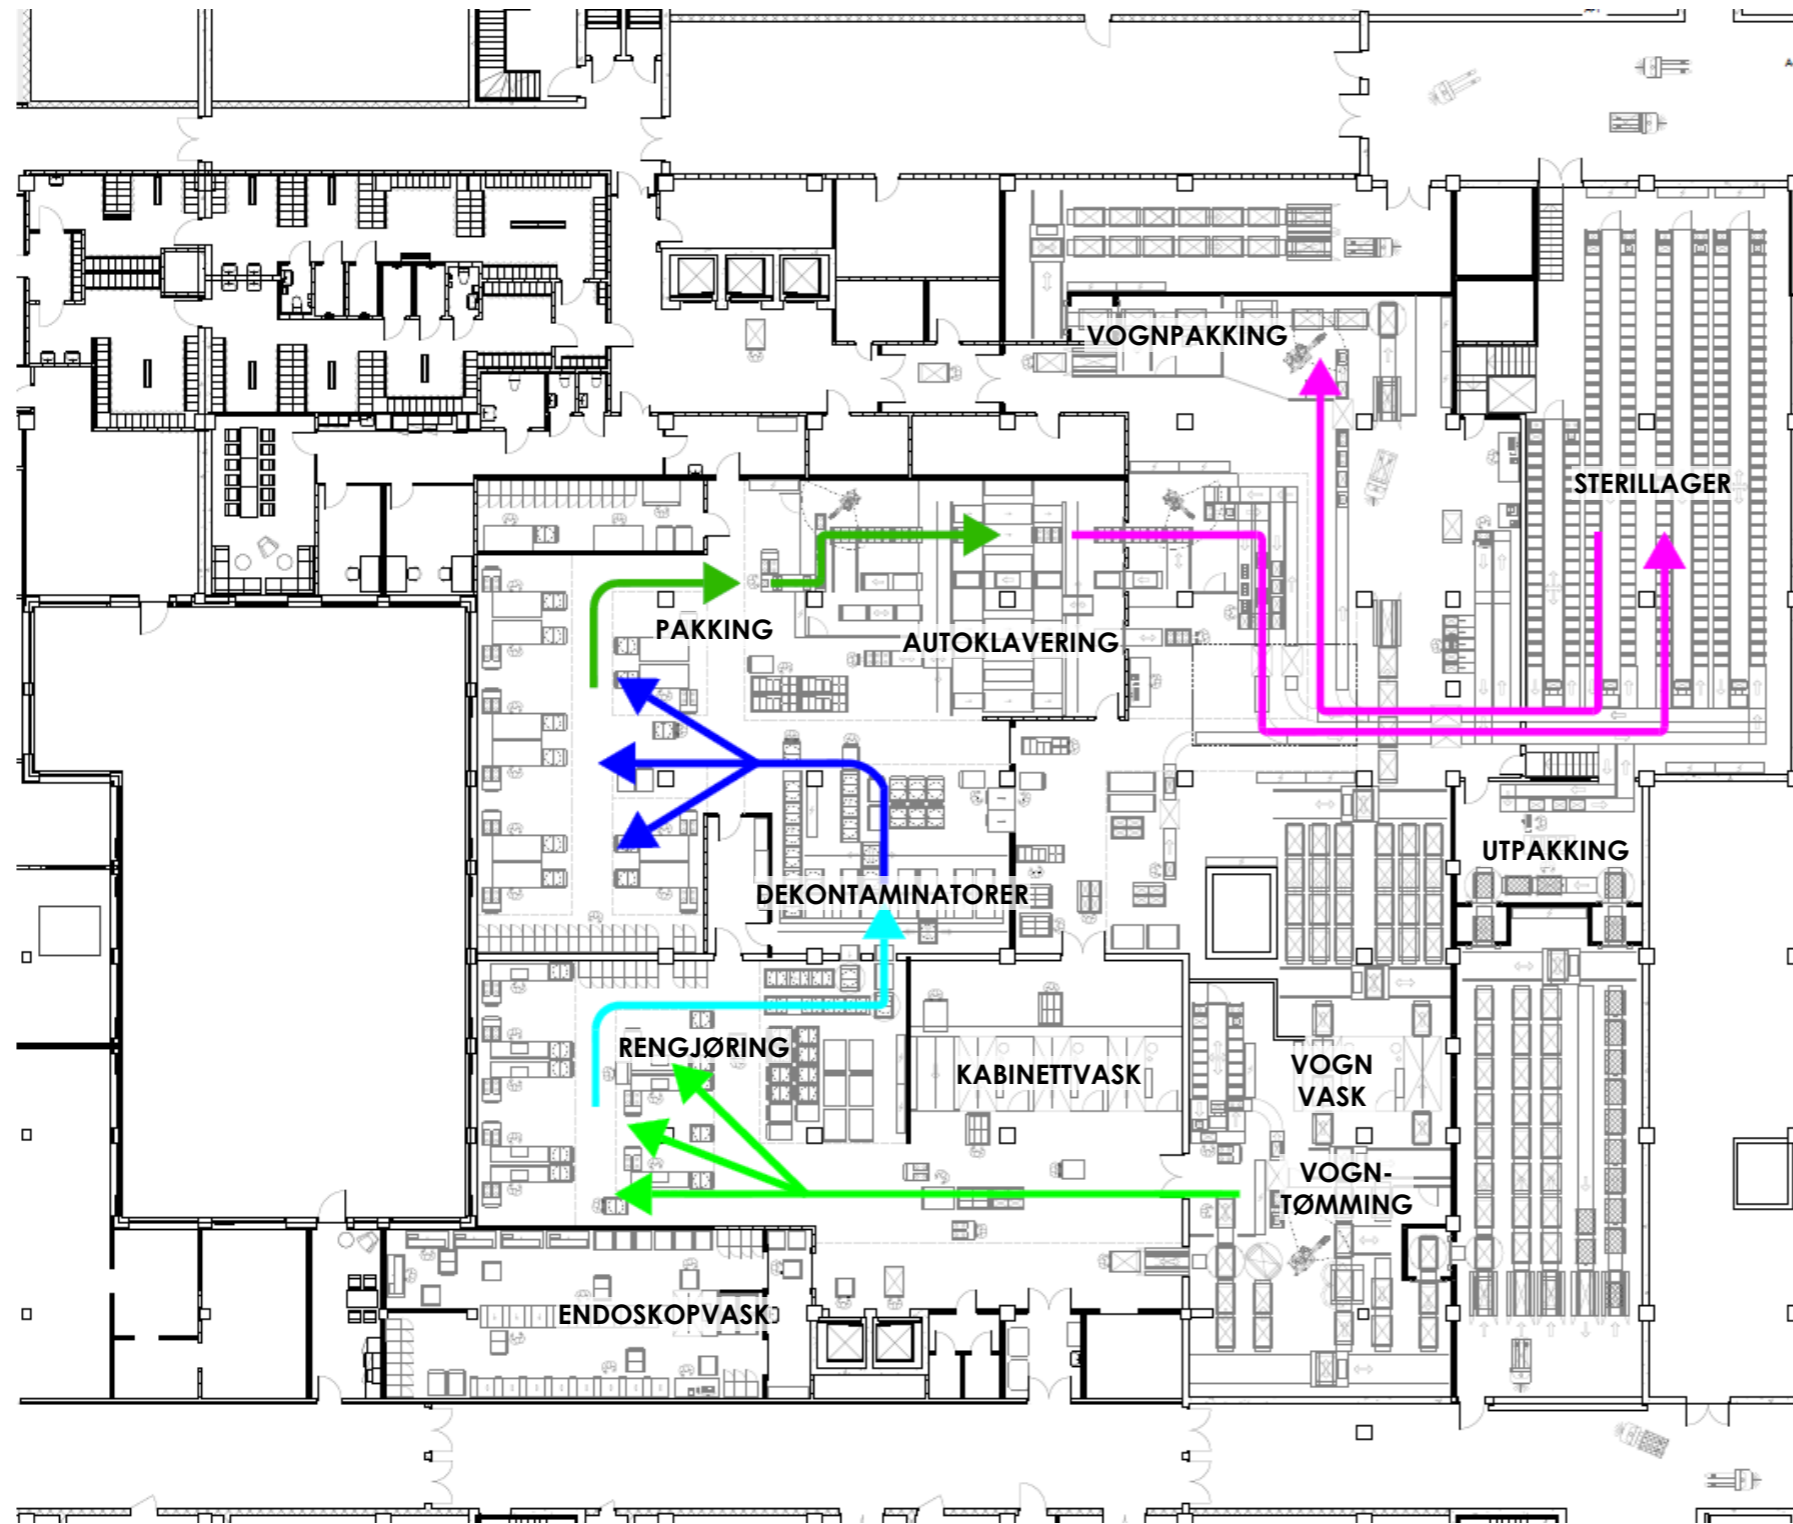 VOGNPAKKING
STERILLAGER
PAKKING
AUTOKLAVERING
UTPAKKING
DEKONTAMINATORER
RENGJØRING
KABINETTVASK
VOGN
VASK
VOGN-
TØMMING
ENDOSKOPVASK